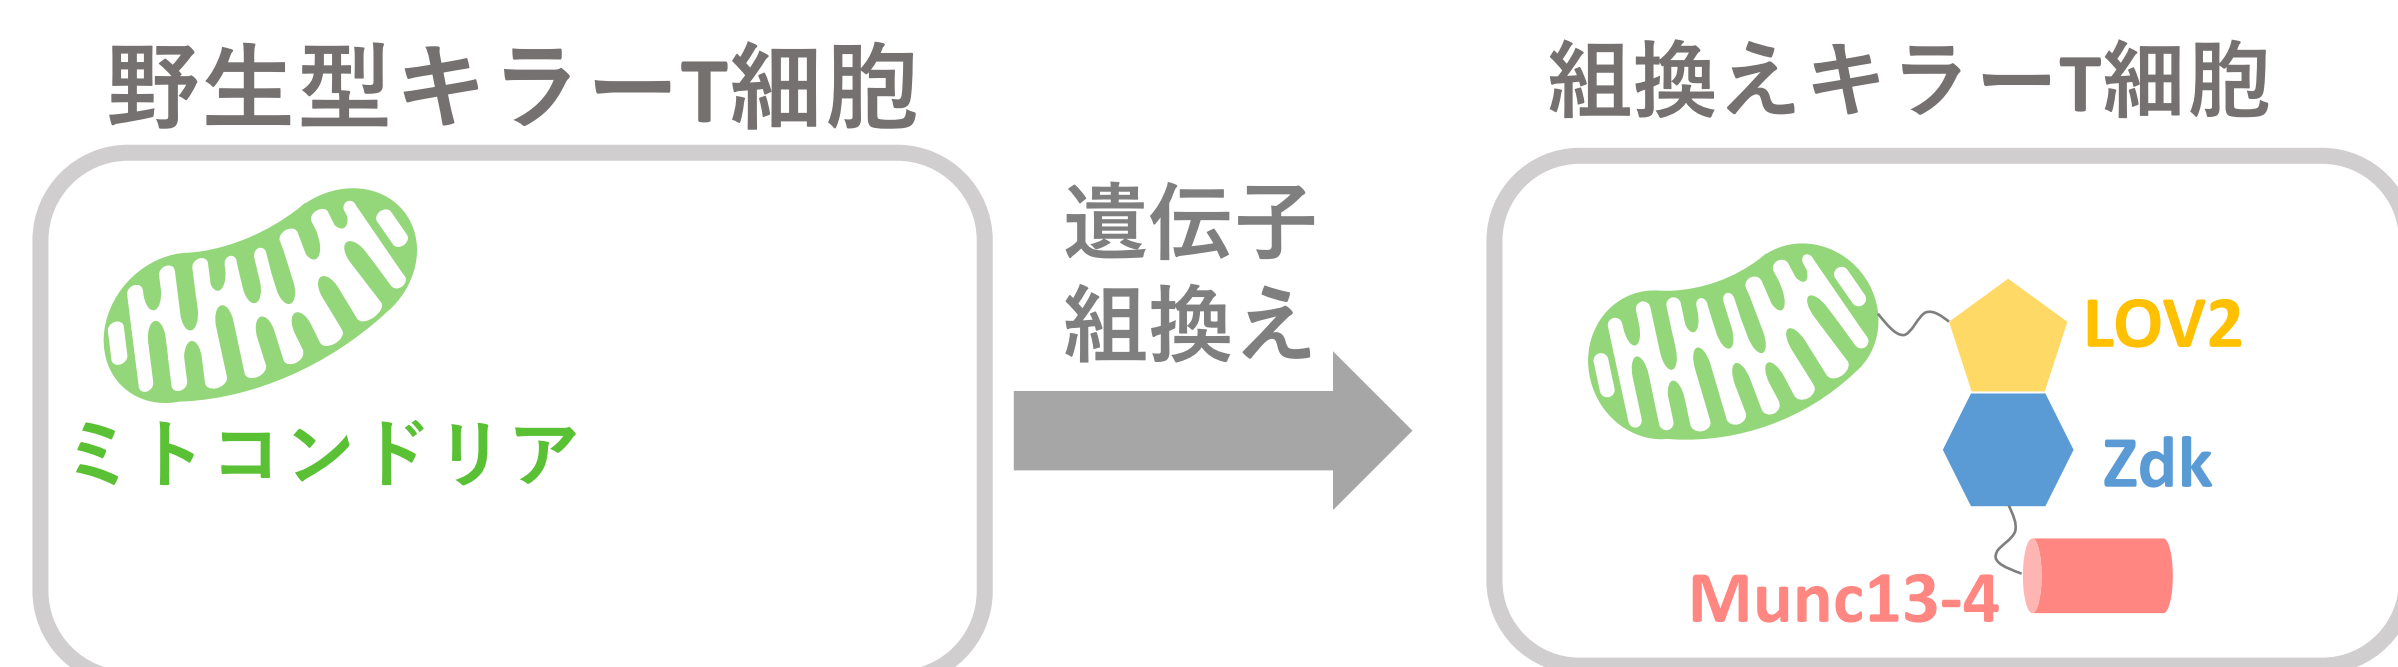 野生型キラーT細胞
組換えキラーT細胞
遺伝子
組換え
ミトコンドリア
LOV2
Zdk
Munc13-4